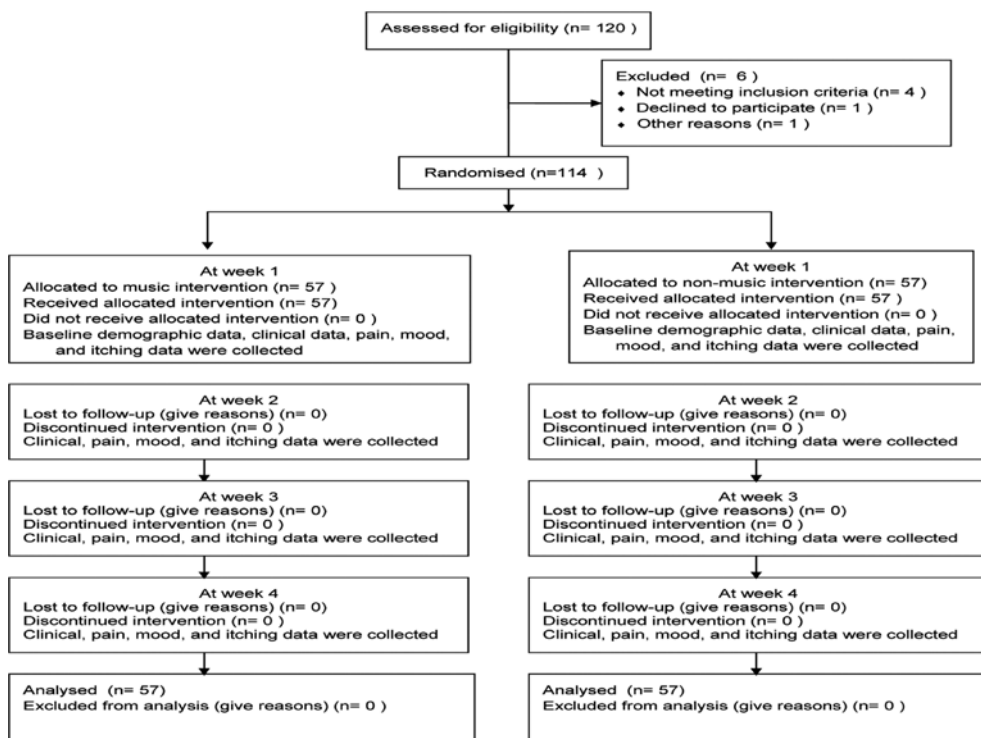 Assessed for eligibility (n= 120 )
Excluded (n= 6 )
♦ Not meeting inclusion criteria (n= 4 )
♦ Declined to participate (n= 1 )
♦ Other reasons (n= 1 )
Randomised (n=114 )
At week 1
Allocated to music intervention (n= 57 )
Received allocated intervention (n= 57)
Did not receive allocated intervention (n= 0 )
Baseline demographic data, clinical data, pain, mood,
and itching data were collected
At week 1
Allocated to non-music intervention (n= 57)
Received allocated intervention (n= 57 )
Did not receive allocated intervention (n= 0 )
Baseline demographic data, clinical data, pain,
mood, and itching data were collected
At week 2
Lost to follow-up (give reasons) (n= 0)
Discontinued intervention (n= 0 )
Clinical, pain, mood, and itching data were collected
At week 2
Lost to follow-up (give reasons) (n= 0)
Discontinued intervention (n= 0 )
Clinical, pain, mood, and itching data were collected
At week 3
Lost to follow-up (give reasons) (n= 0)
Discontinued intervention (n= 0 )
Clinical, pain, mood, and itching data were collected
At week 3
Lost to follow-up (give reasons) (n= 0)
Discontinued intervention (n= 0 )
Clinical, pain, mood, and itching data were collected
At week 4
Lost to follow-up (give reasons) (n= 0)
Discontinued intervention (n= 0 )
Clinical, pain, mood, and itching data were collected
At week 4
Lost to follow-up (give reasons) (n= 0)
Discontinued intervention (n= 0 )
Clinical, pain, mood, and itching data were collected
Analysed (n= 57)
Excluded from analysis (give reasons) (n= 0 )
Analysed (n= 57)
Excluded from analysis (give reasons) (n= 0 )